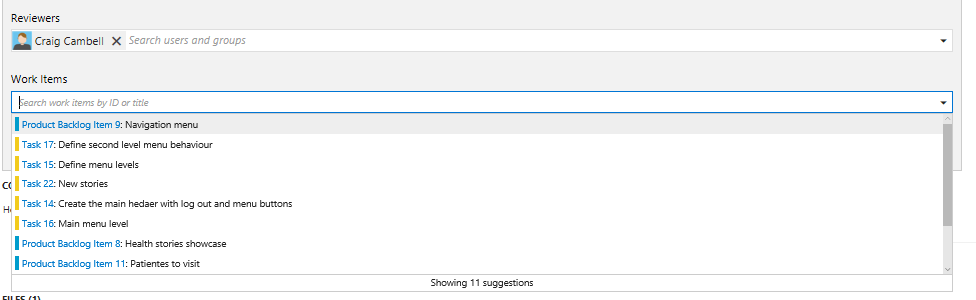 Reviewers
Craig Cambell Search users and groups
Work Items
Search work items by ID or title
Product Backlog Item 9: Navigation menu
Task 17: Define second level menu behaviour
Task 15: Define menu levels
Task 22: New stories
Task 14: Create the main hedaer with log out and menu buttons
Task 16: Main menu level
Product Backlog Item 8: Health stories showcase
Product Backlog Item 11: Patientes to visit
Showing 11 suggestions
FILES (1)